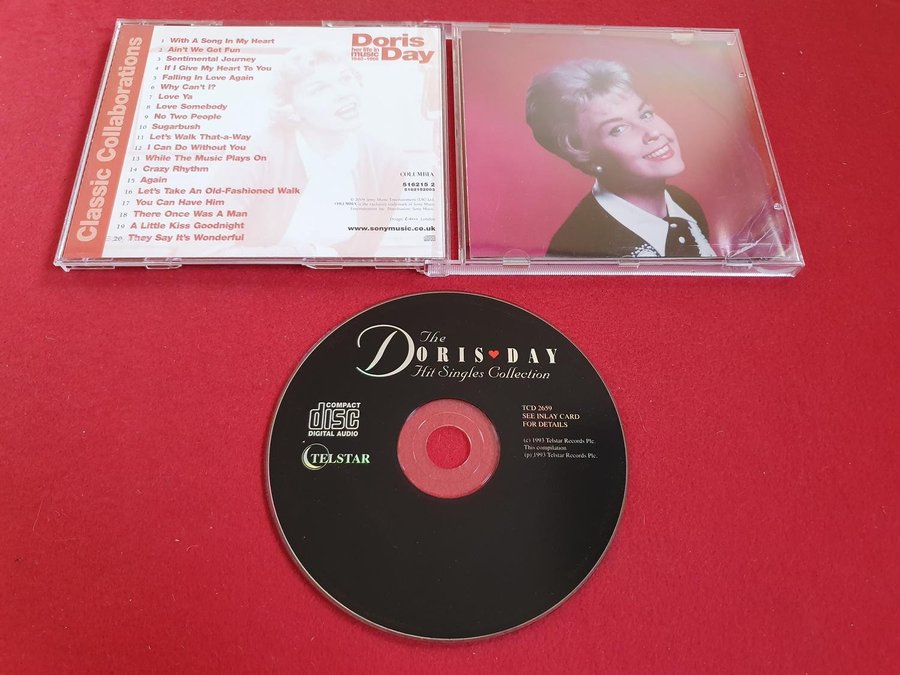 Classic Collaborations
1 With A Song In My Heart
2 Ain't We Got Fun
3 Sentimental Journey
4 If I Give My Heart To You
5 Falling In Love Again
6 Why Can't I?
7 Love Ya
8 Love Somebody
9 No Two People
10 Sugarbush
11 Let's Walk That-a-Way
12 I Can Do Without You
13 While The Music Plays On
14 Crazy Rhythm
15 Again
16 Let's Take An Old-Fashioned Walk
17 You Can Have Him
18 There Once Was A Man
19 A Little Kiss Goodnight
20 They Say It's Wonderful
Doris
her life in
music
Day
COLUMBIA
516215 2
5162152003
www.sonymusic.co.uk
The
DORIS DAY
Hit Singles Collection
COMPACT
disc
DIGITAL AUDIO
TELSTAR
TCD 2659
SEE INLAY CARD
FOR DETAILS
(c) 1993 Telstar Records Plc.
This compilation
(p) 1993 Telstar Records Plc.